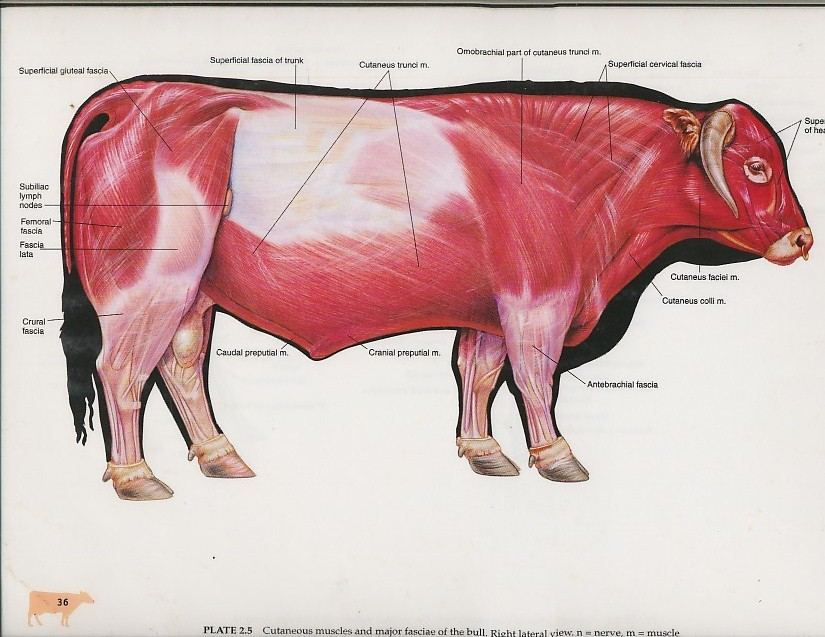 Omobrachial part of cutaneus trunci m.
Superficial fascia of trunk
Cutaneus trunci m.
Superficial cervical fascia
Superficial gluteal fascia
Subiliac
lymph
nodes
Femoral
fascia
Fascia
lata
Crural
fascia
Cutaneus faciei m.
Cutaneus colli m.
Caudal preputial m.
Cranial preputial m.
Antebrachial fascia
36
PLATE 2.5 Cutaneous muscles and major fasciae of the bull. Right lateral view. n = nerve, m = muscle